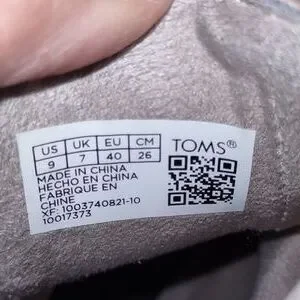 US UK EU CM TOMS®
9 7 40 26
MADE IN CHINA
HECHO EN CHINA
FABRIQUE EN
CHINE
XF: 1003740821-10
10017373